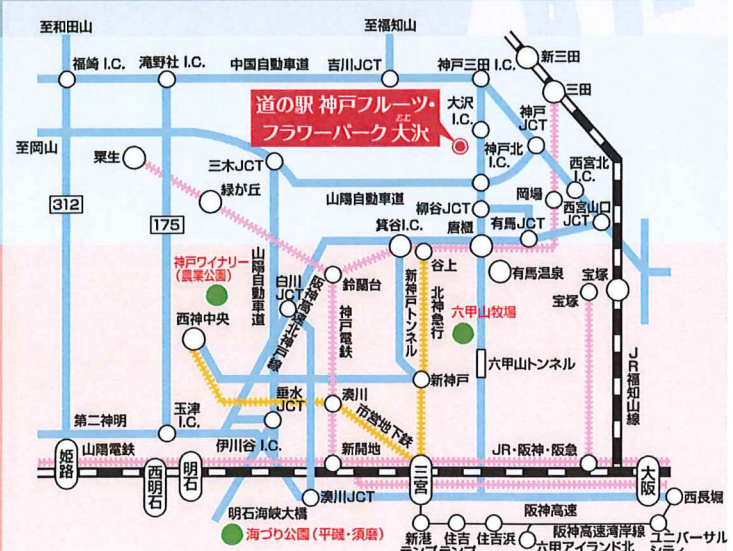 至和田山
至福知山
福崎 I.C.
滝野社 I.C.
中国自動車道
吉川JCT
神戸三田 I.C.
新三田
三田
道の駅 神戸フルーツ・
フラワーパーク 大沢
おぞ
大沢
I.C.
神戸
JCT
至岡山
粟生
三木JCT
神戸北
I.C.
西宮北
I.C.
緑が丘
山陽自動車道
岡場
312
175
柳谷JCT
有馬JCT
西宮山口
JCT
箕谷I.C.
唐櫃
谷上
有馬温泉
神戸ワイナリー
(農業公園)
山陽自動車道
白川
JCT
阪神高速北神戸線
鈴蘭台
神戸電鉄
新神戸トンネル
北神急行
六甲山牧場
宝塚
宝塚
西神中央
六甲山トンネル
JR福知山線
新神戸
垂水
JCT
湊川
市営地下鉄
第二神明
玉津
I.C.
伊川谷 I.C.
新開地
山陽電鉄
JR・阪神・阪急
姫路
西明石
明石
三宮
大阪
明石海峡大橋
湊川JCT
西長堀
阪神高速
海づり公園(平磯・須磨)
新港
ランプ
住吉
ランプ
住吉浜
阪神高速湾岸線
六甲アイランド北
ユニバーサル
シティ